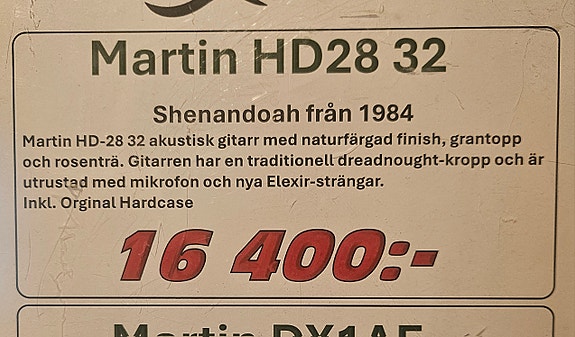 Martin HD28 32
Shenandoah från 1984
Martin HD-28 32 akustisk gitarr med naturfärgad finish, grantopp
och rosenträ. Gitarren har en traditionell dreadnought-kropp och är
utrustad med mikrofon och nya Elexir-strängar.
Inkl. Orginal Hardcase
16 400:-
Martin DX1AE